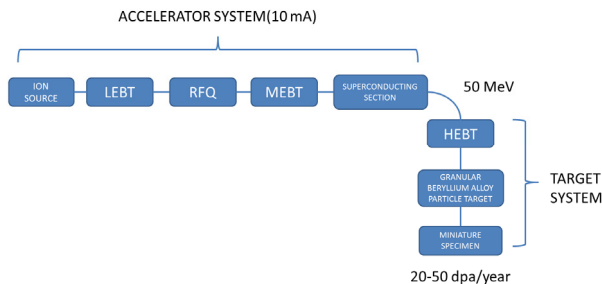 ACCELERATOR SYSTEM(10 mA)
ION
SOURCE
LEBT
RFQ
MEBT
SUPERCONDUCTING
SECTION
50 MeV
HEBT
GRANULAR
BERYLLIUM ALLOY
PARTICLE TARGET
TARGET
SYSTEM
MINIATURE
SPECIMEN
20-50 dpa/year